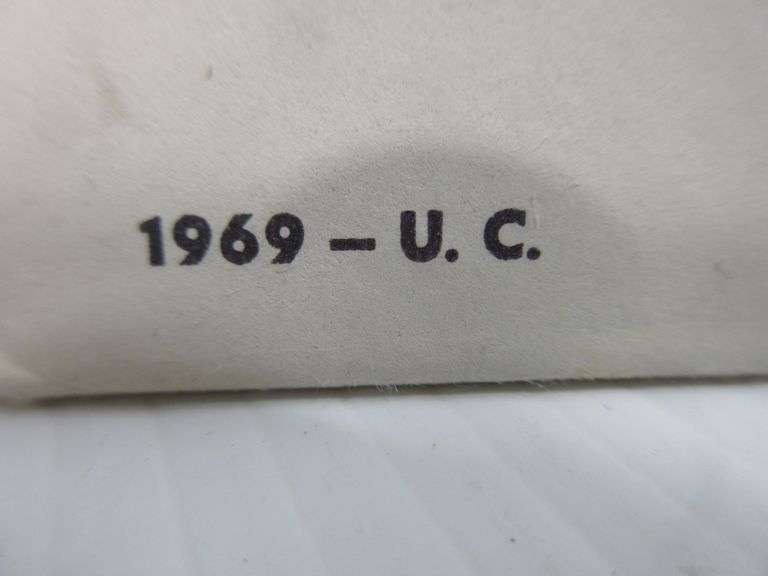 1969 — U. C.